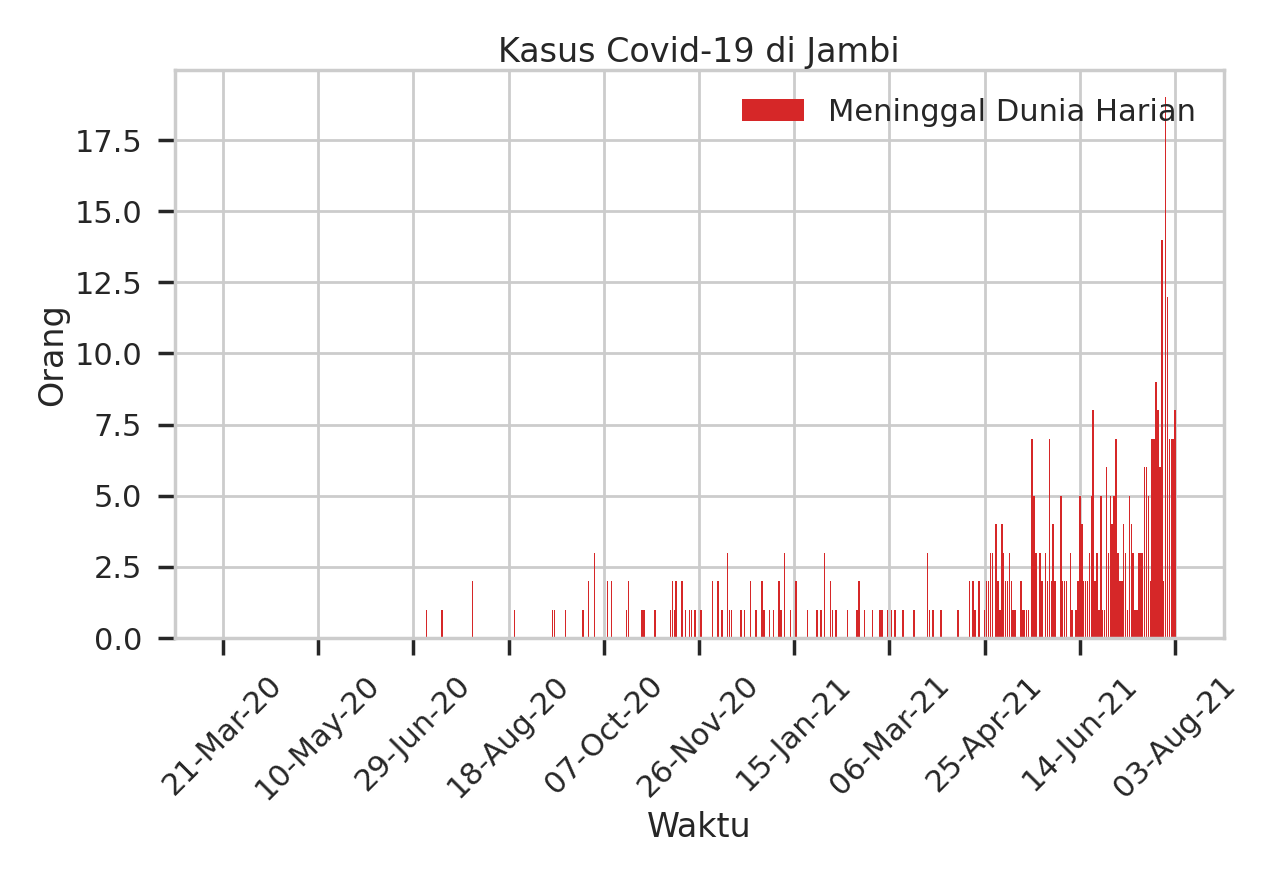 Kasus Covid-19 di Jambi
Meninggal Dunia Harian
Orang
17.5
15.0
12.5
10.0
7.5
5.0
2.5
0.0
21-Mar-20
10-May-20
29-Jun-20
18-Aug-20
07-Oct-20
26-Nov-20
15-Jan-21
06-Mar-21
25-Apr-21
14-Jun-21
03-Aug-21
Waktu